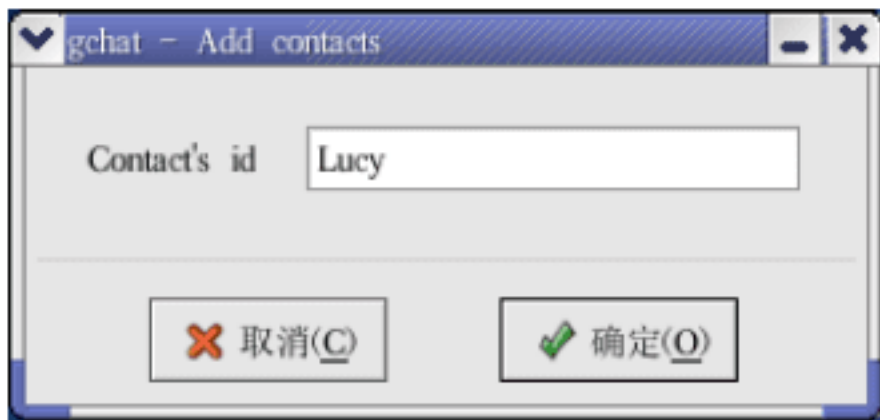 gchat - Add contacts
Contact's id Lucy
取消(C) 确定(O)